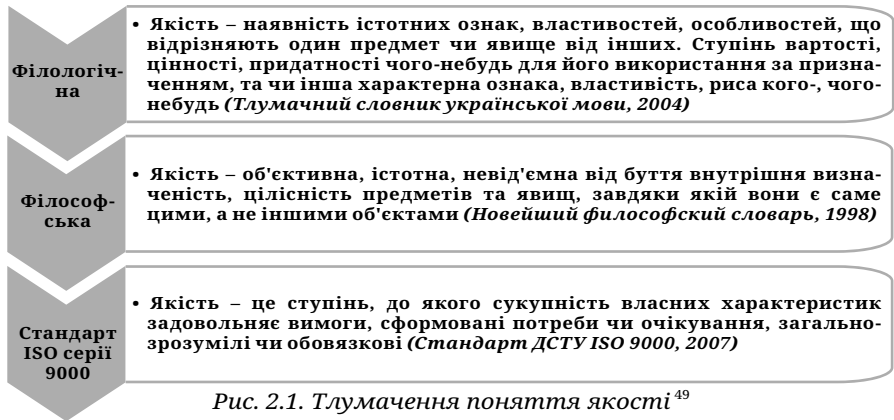 Філологіч-
на
• Якість – наявність істотних ознак, властивостей, особливостей, що
відрізняють один предмет чи явище від інших. Ступінь вартості,
цінності, придатності чого-небудь для його використання за призна-
ченням, та чи інша характерна ознака, властивість, риса кого-, чого-
небудь (Тлумачний словник української мови, 2004)
Філософ-
ська
• Якість – об'єктивна, істотна, невід'ємна від буття внутрішня визна-
ченість, цілісність предметів та явищ, завдяки якій вони є саме
цими, а не іншими об'єктами (Новейший философский словарь, 1998)
Стандарт
ISO серії
9000
• Якість – це ступінь, до якого сукупність власних характеристик
задовольняє вимоги, сформовані потреби чи очікування, загально-
зрозумілі чи обовязкові (Стандарт ДСТУ ISO 9000, 2007)
Рис. 2.1. Тлумачення поняття якості 49